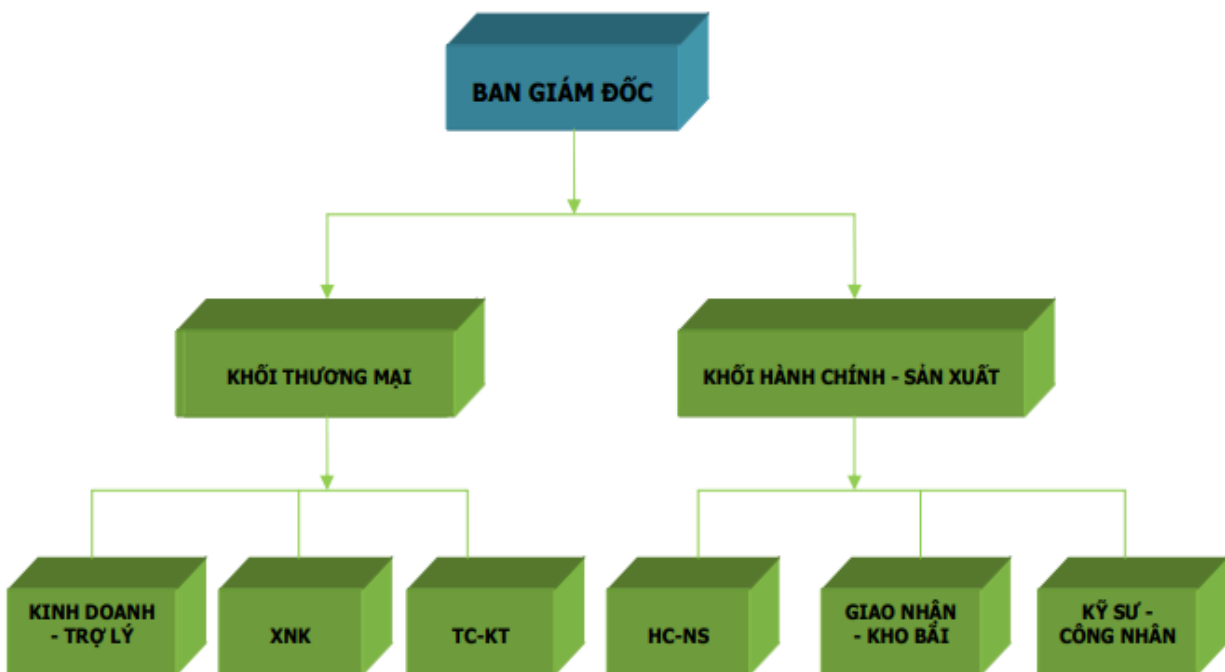 BAN GIÁM ĐỐC
KHỐI THƯƠNG MẠI
KHỐI HÀNH CHÍNH - SẢN XUẤT
KINH DOANH
- TRỢ LÝ
XNK
TC-KT
HC-NS
GIAO NHẬN
- KHO BÃI
KỸ SƯ -
CÔNG NHÂN